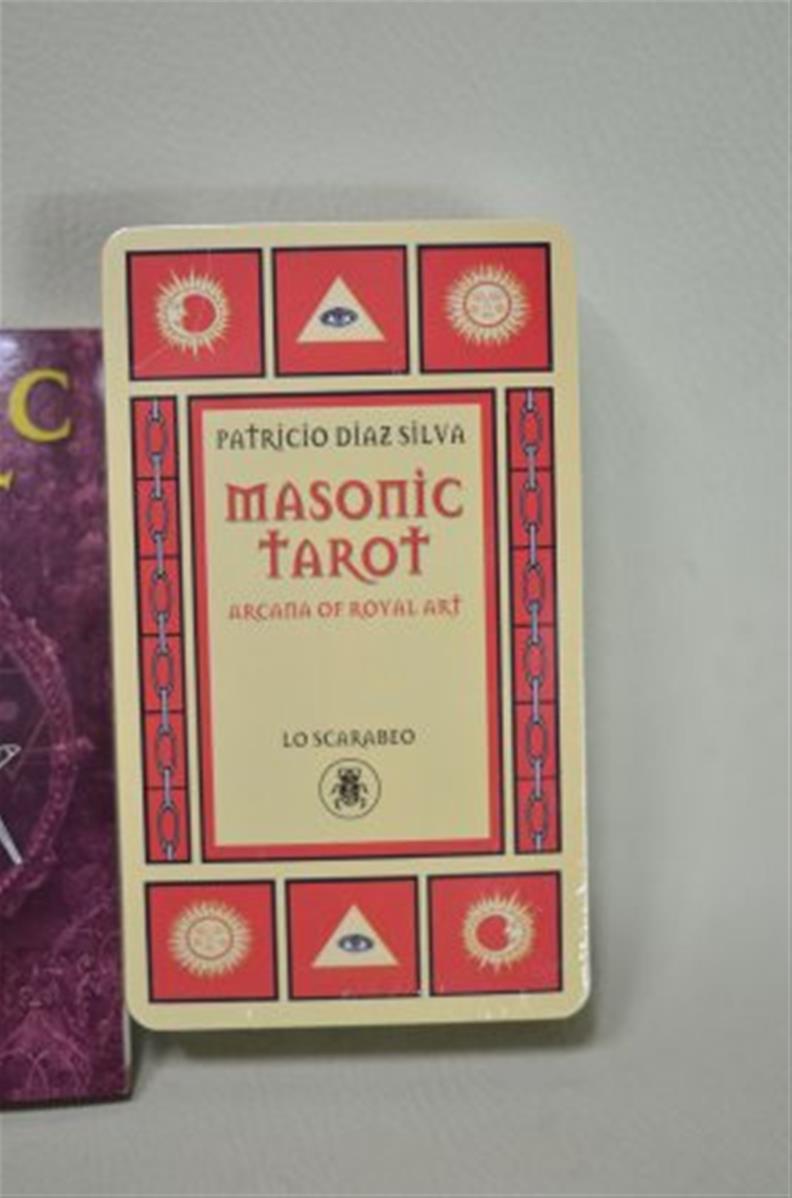 C
PATRICIO DIAZ SILVA
MASONIC
TAROT
ARCANA OF ROYAL ART
LO SCARABEO